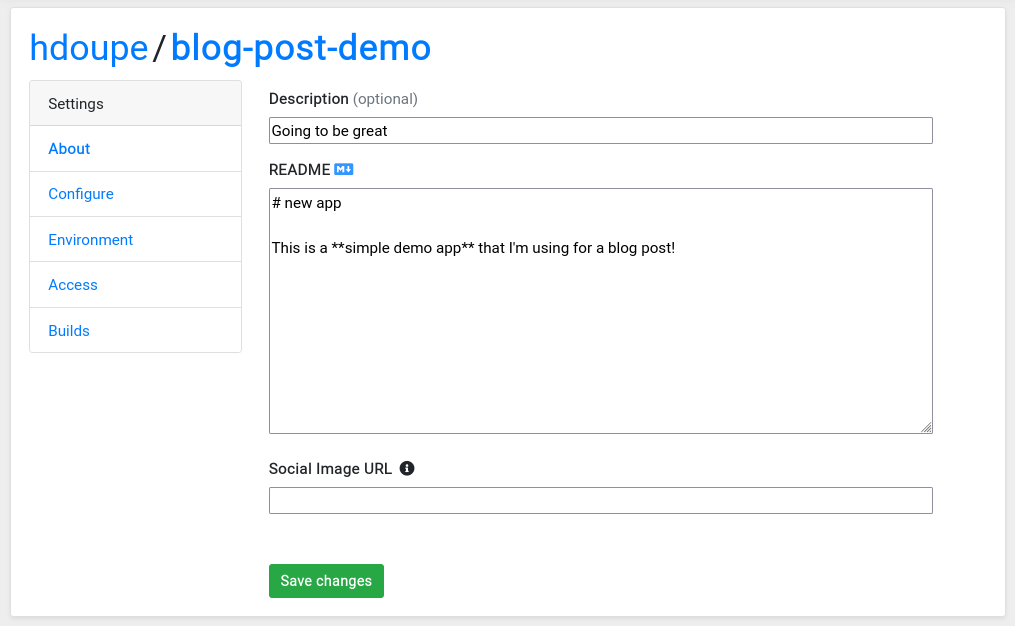 hdoupe/blog-post-demo
Settings
About
Configure
Environment
Access
Builds
Description (optional)
Going to be great
README M
# new app
This is a **simple demo app** that I'm using for a blog post!
Social Image URL
Save changes